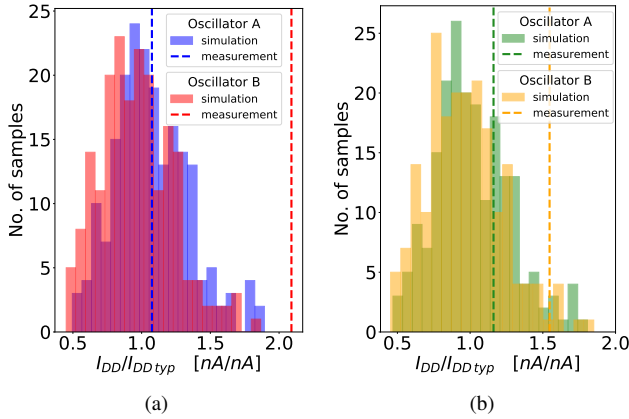 25
20
15
10
5
0
No. of samples
Oscillator A
simulation
measurement
Oscillator B
simulation
measurement
0.5 1.0 1.5 2.0
I_DD/I_DD typ [nA/nA]
(a)
25
20
15
10
5
0
No. of samples
Oscillator A
simulation
measurement
Oscillator B
simulation
measurement
0.5 1.0 1.5 2.0
I_DD/I_DD typ [nA/nA]
(b)